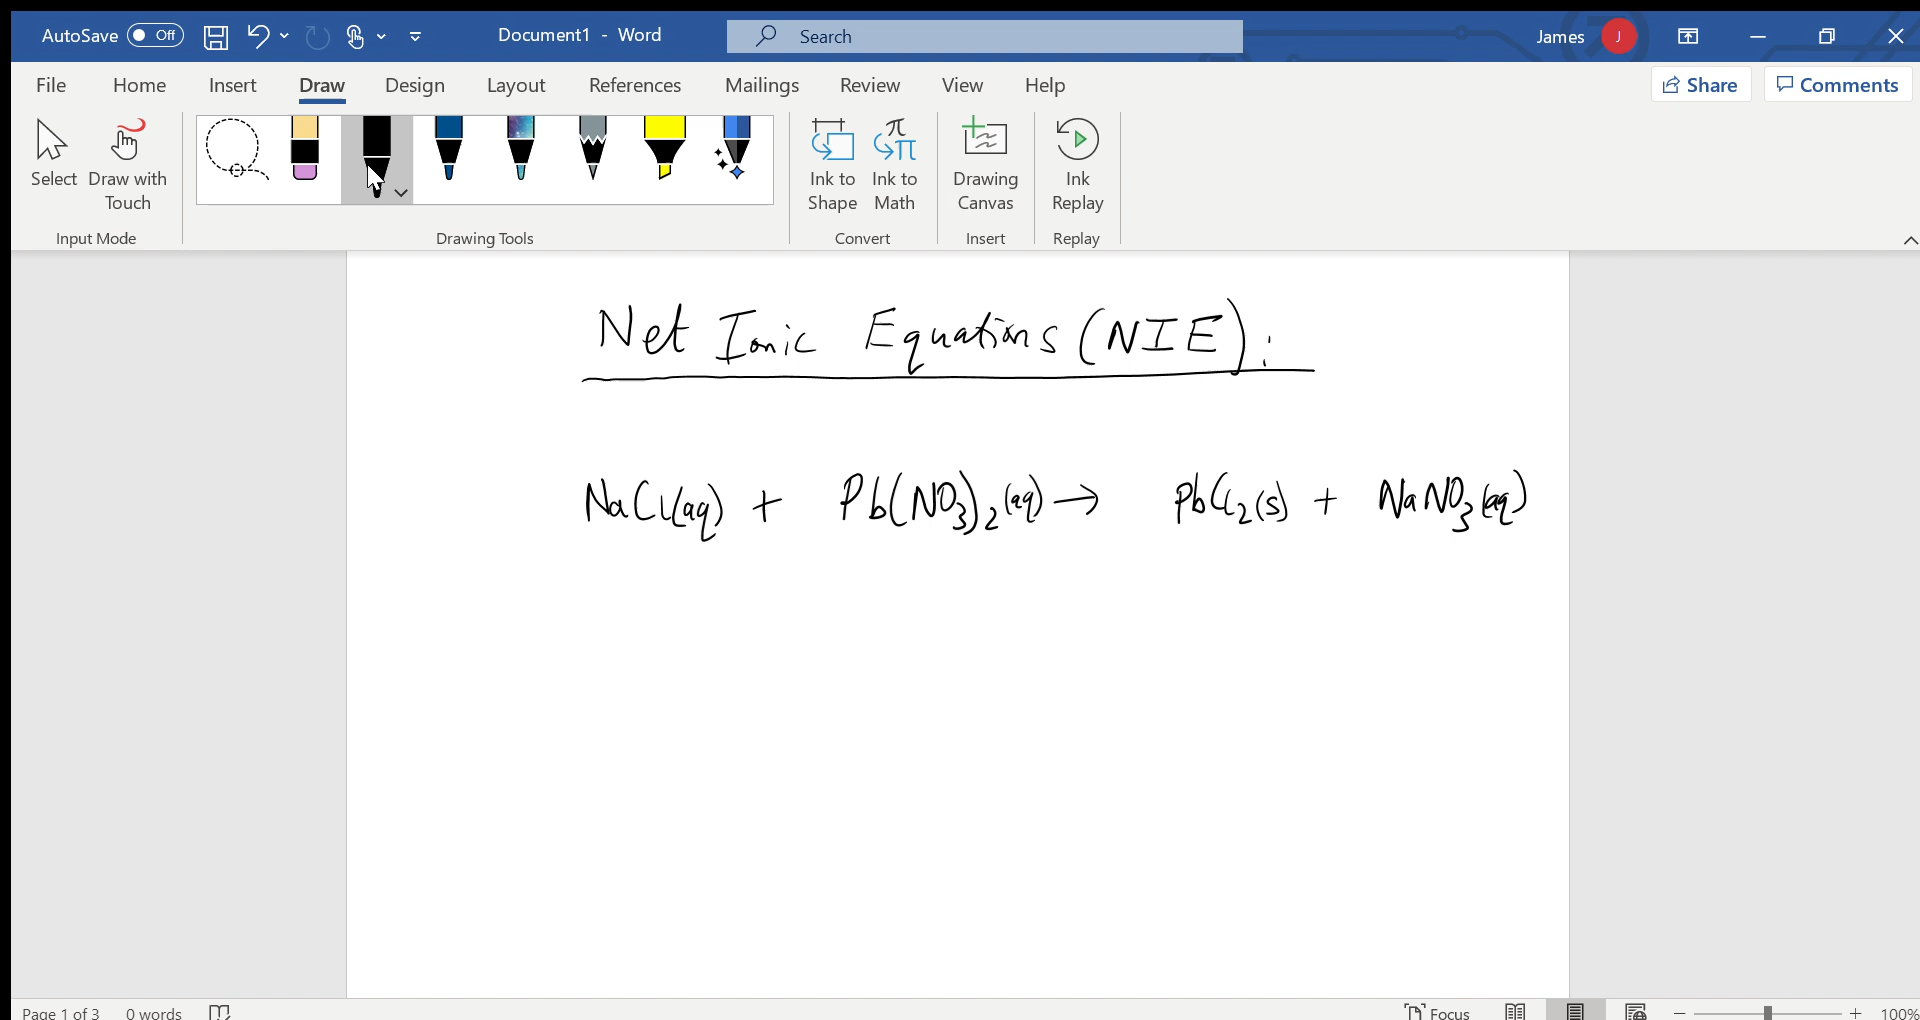 AutoSave Off Document1 - Word Search James J
File Home Insert Draw Design Layout References Mailings Review View Help Share Comments
Select Draw with Touch Ink to Shape Ink to Math Drawing Canvas Ink Replay
Input Mode Drawing Tools Convert Insert Replay
Net Ionic Equations (NIE):
NaCl(aq) + Pb(NO₃)₂(aq) → PbCl₂(s) + NaNO₃(aq)
Page 1 of 3 0 words Focus 100%